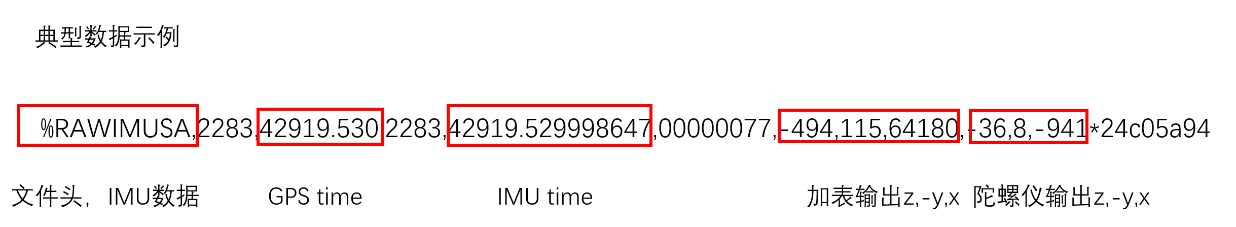 典型数据示例
%RAWIMUSA,2283,42919.530,2283,42919.529998647,00000077,-494,115,64180,-36,8,-941*24c05a94
文件头，IMU数据 GPS time IMU time 加表输出z,-y,x 陀螺仪输出z,-y,x